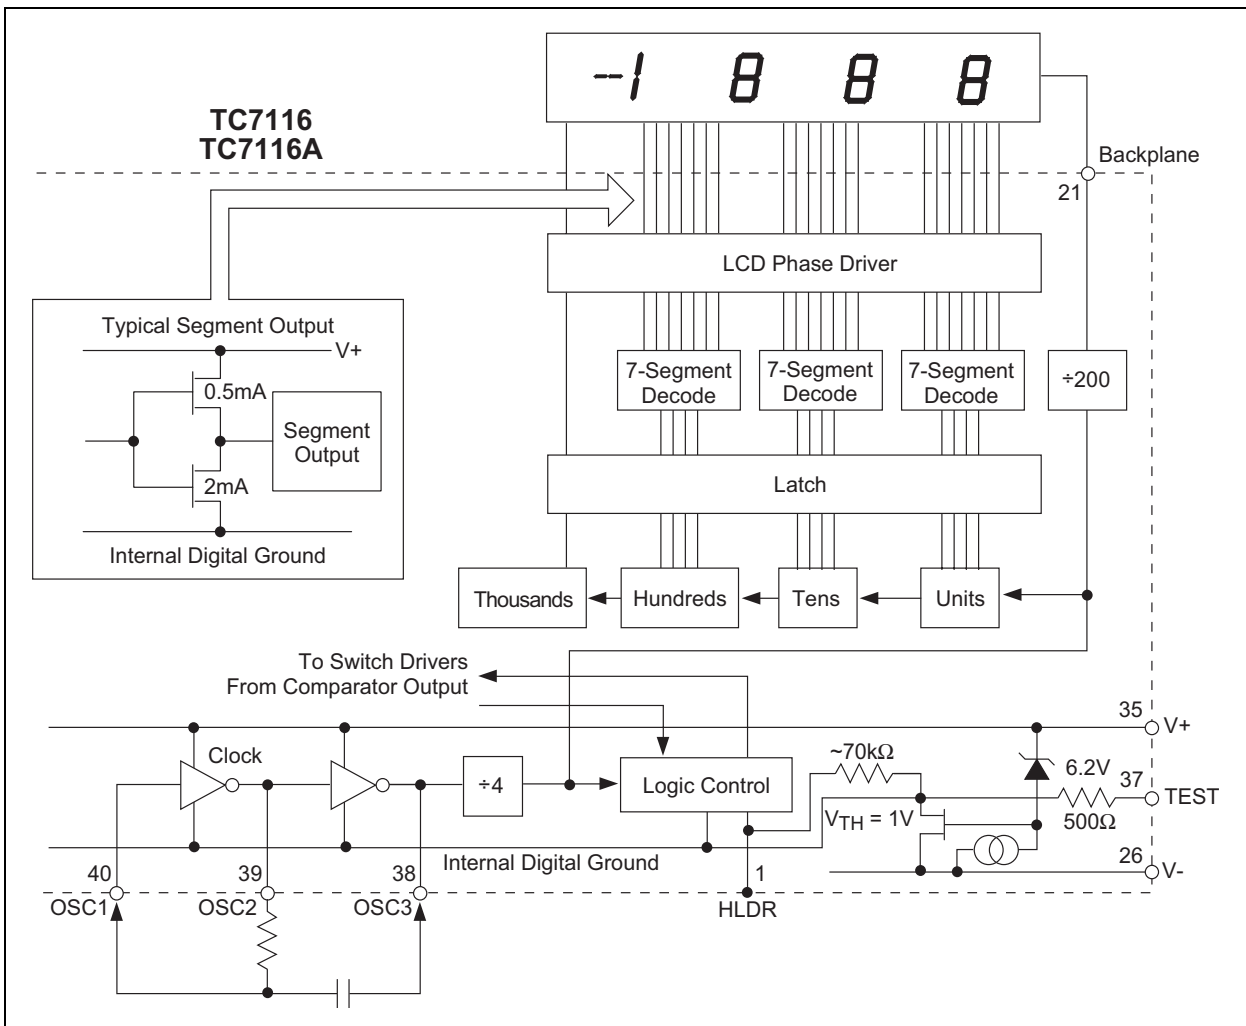 -1 8 8 8
TC7116
TC7116A
Backplane
21
LCD Phase Driver
Typical Segment Output
V+
0.5mA
Segment
Output
2mA
Internal Digital Ground
7-Segment
Decode
7-Segment
Decode
7-Segment
Decode
÷200
Latch
Thousands
Hundreds
Tens
Units
To Switch Drivers
From Comparator Output
35
V+
Clock
÷4
Logic Control
~70kΩ
6.2V
37
TEST
VTH = 1V
500Ω
Internal Digital Ground
26
V-
40
39
38
1
OSC1
OSC2
OSC3
HLDR